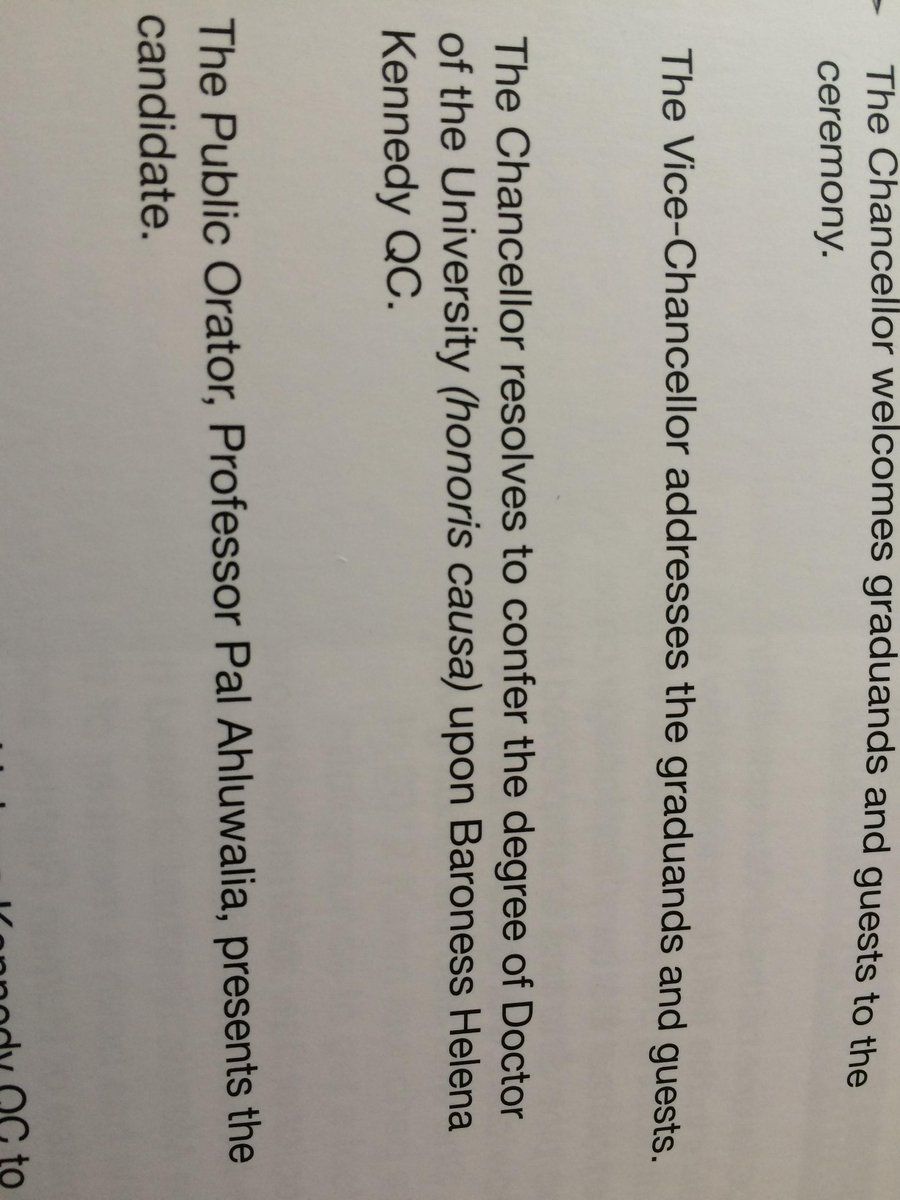 The Chancellor welcomes graduands and guests to the
ceremony.
The Vice-Chancellor addresses the graduands and guests.
The Chancellor resolves to confer the degree of Doctor
of the University (honoris causa) upon Baroness Helena
Kennedy QC.
The Public Orator, Professor Pal Ahluwalia, presents the
candidate.
Kennedy QC to